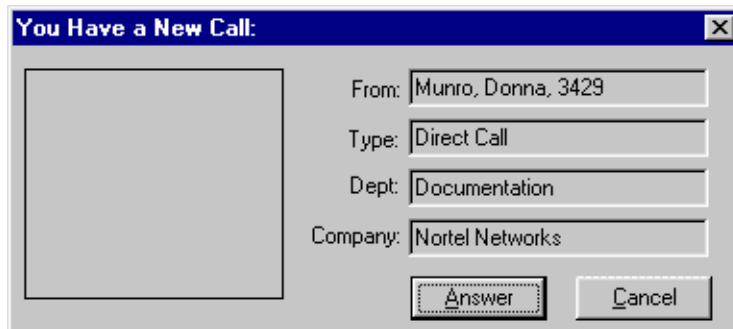 You Have a New Call:
From: Munro, Donna, 3429
Type: Direct Call
Dept: Documentation
Company: Nortel Networks
Answer Cancel